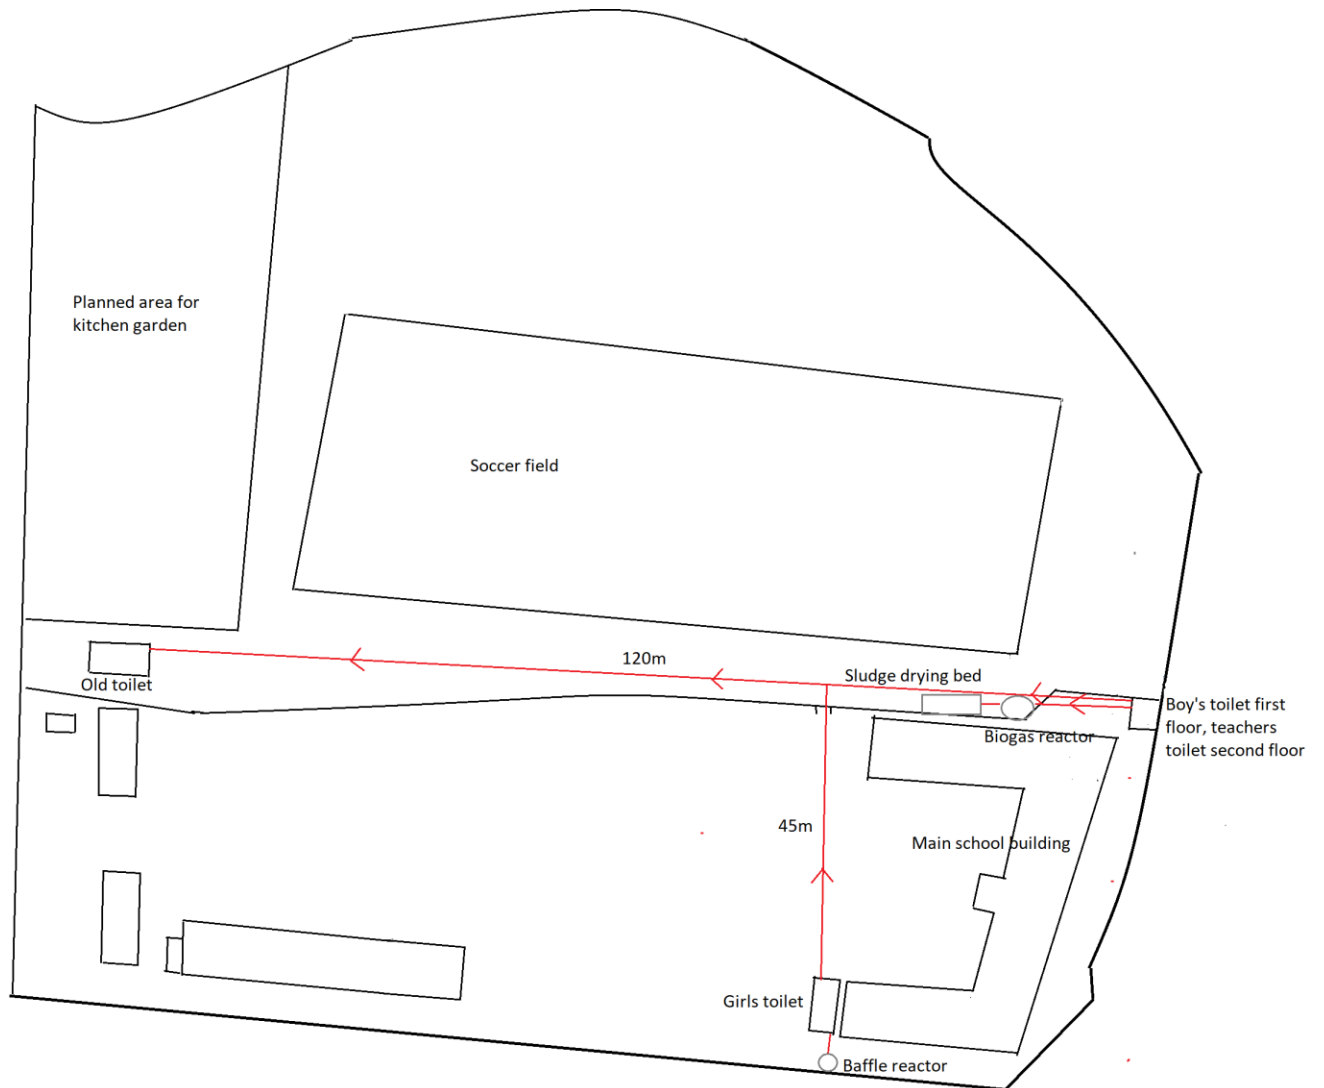 Planned area for
kitchen garden
Soccer field
120m
Sludge drying bed
Old toilet
Boy's toilet first
floor, teachers
toilet second floor
Biogas reactor
45m
Main school building
Girls toilet
Baffle reactor